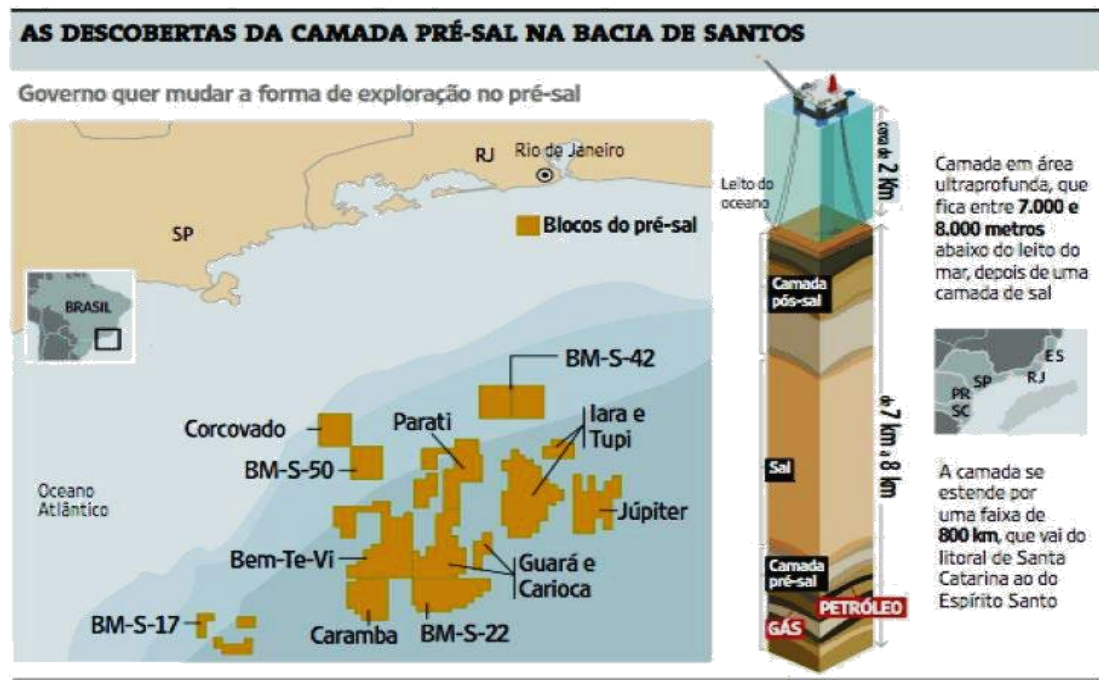 AS DESCOBERTAS DA CAMADA PRÉ-SAL NA BACIA DE SANTOS
Governo quer mudar a forma de exploração no pré-sal
RJ
Rio de Janeiro
SP
Blocos do pré-sal
BRASIL
BM-S-42
Corcovado
Parati
Iara e
Tupi
BM-S-50
Oceano
Atlântico
Júpiter
Bem-Te-Vi
Guará e
Carioca
BM-S-17
Caramba
BM-S-22
Leito do
oceano
cerca de 2 Km
Camada
pós-sal
Sal
de 7 km a 8 km
Camada
pré-sal
PETRÓLEO
GÁS
Camada em área
ultraprofunda, que
fica entre 7.000 e
8.000 metros
abaixo do leito do
mar, depois de uma
camada de sal
ES
RJ
SP
PR
SC
A camada se
estende por
uma faixa de
800 km, que vai do
litoral de Santa
Catarina ao do
Espírito Santo